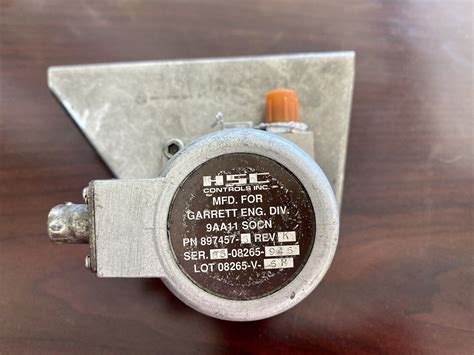 HSC
CONTROLS INC.
MFD. FOR
GARRETT ENG. DIV.
9AA11 SOCN
PN 897457- REV K
SER. -08265-
LOT 08265-V-